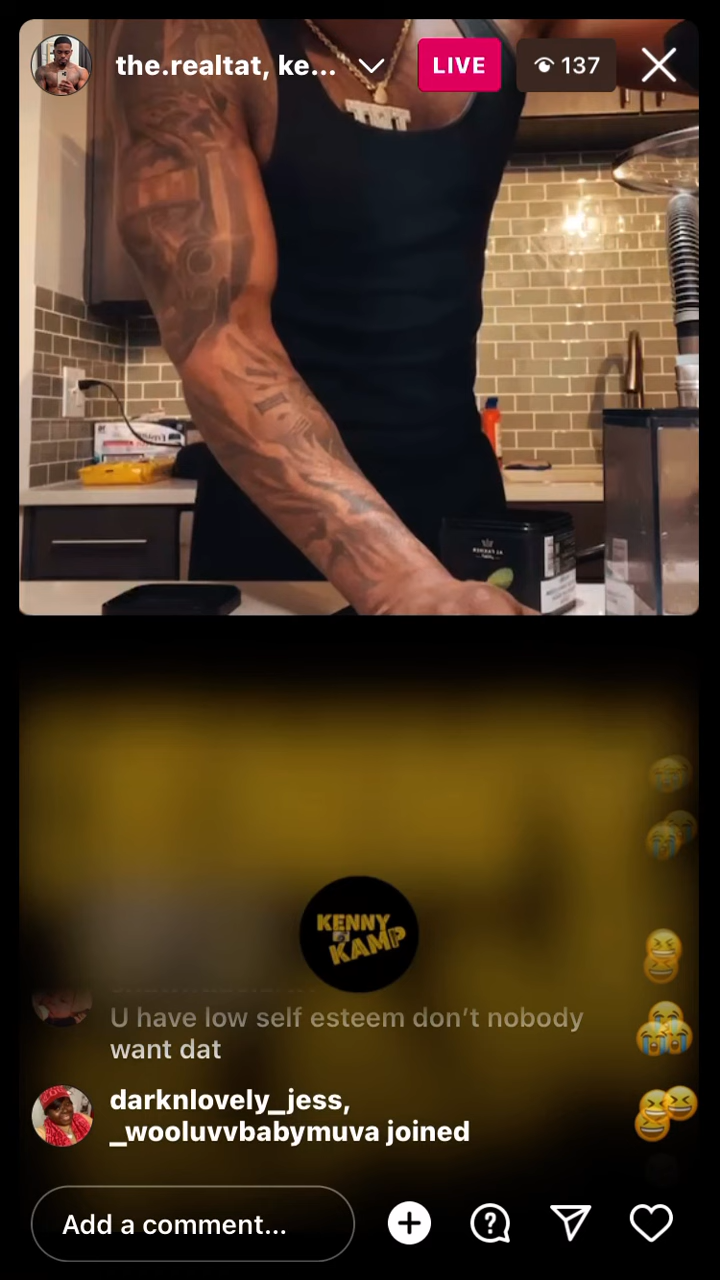 the.realtat, ke...
LIVE
137
KENNY
KAMP
U have low self esteem don't nobody
want dat
darknlovely_jess,
_wooluvvbabymuva joined
Add a comment...